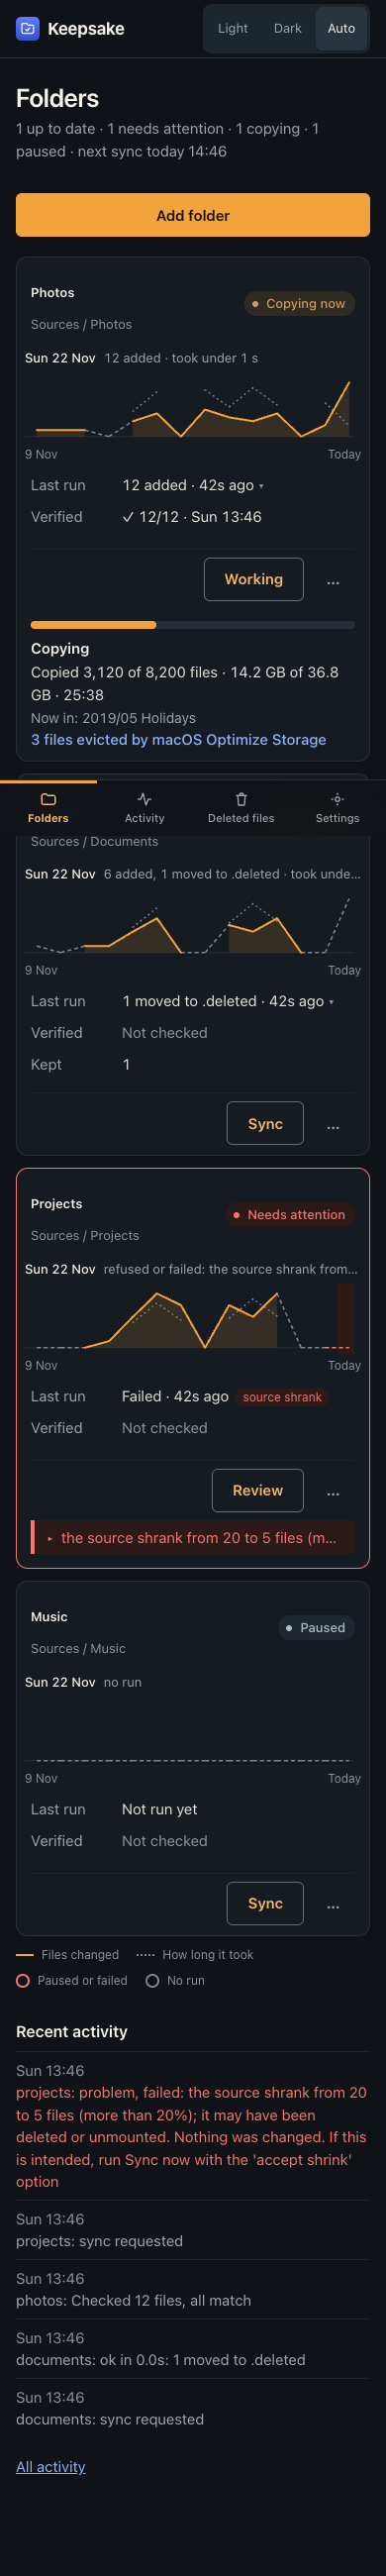 Keepsake
Light Dark Auto
Folders
1 up to date · 1 needs attention · 1 copying · 1
paused · next sync today 14:46
Add folder
Photos
Copying now
Sources / Photos
Sun 22 Nov 12 added · took under 1 s
9 Nov Today
Last run 12 added · 42s ago ▾
Verified ✓ 12/12 · Sun 13:46
Working ...
Copying
Copied 3,120 of 8,200 files · 14.2 GB of 36.8
GB · 25:38
Now in: 2019/05 Holidays
3 files evicted by macOS Optimize Storage
Folders Activity Deleted files Settings
Sources / Documents
Sun 22 Nov 6 added, 1 moved to .deleted · took unde...
9 Nov Today
Last run 1 moved to .deleted · 42s ago ▾
Verified Not checked
Kept 1
Sync ...
Projects
Needs attention
Sources / Projects
Sun 22 Nov refused or failed: the source shrank from...
9 Nov Today
Last run Failed · 42s ago source shrank
Verified Not checked
Review ...
▸ the source shrank from 20 to 5 files (m...
Music
Paused
Sources / Music
Sun 22 Nov no run
9 Nov Today
Last run Not run yet
Verified Not checked
Sync ...
Files changed How long it took
Paused or failed No run
Recent activity
Sun 13:46
projects: problem, failed: the source shrank from 20
to 5 files (more than 20%); it may have been
deleted or unmounted. Nothing was changed. If this
is intended, run Sync now with the 'accept shrink'
option
Sun 13:46
projects: sync requested
Sun 13:46
photos: Checked 12 files, all match
Sun 13:46
documents: ok in 0.0s: 1 moved to .deleted
Sun 13:46
documents: sync requested
All activity